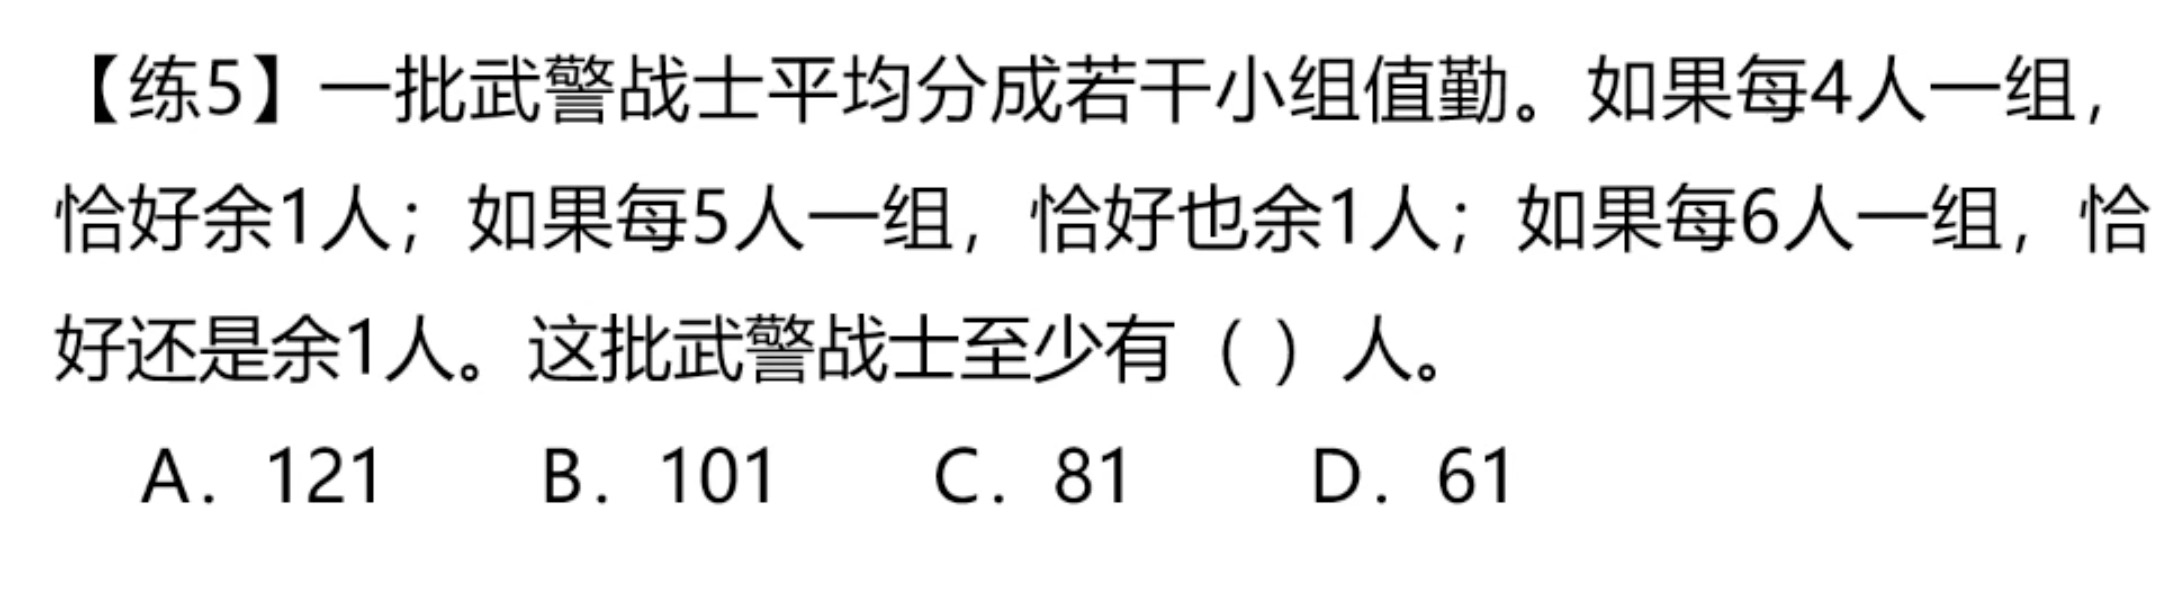 【练5】一批武警战士平均分成若干小组值勤。如果每4人一组，
恰好余1人；如果每5人一组，恰好也余1人；如果每6人一组，恰
好还是余1人。这批武警战士至少有（ ）人。
A．121 B．101 C．81 D．61